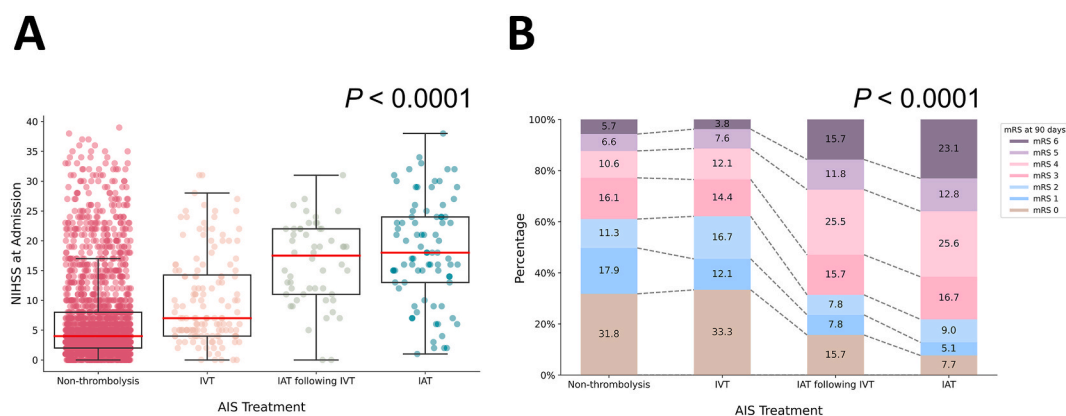 A
B
P < 0.0001
P < 0.0001
NIHSS at Admission
40
35
30
25
20
15
10
5
0
Non-thrombolysis
IVT
IAT following IVT
IAT
AIS Treatment
Percentage
100%
80%
60%
40%
20%
0%
5.7
6.6
10.6
16.1
11.3
17.9
31.8
3.8
7.6
12.1
14.4
16.7
12.1
33.3
15.7
11.8
25.5
15.7
7.8
7.8
15.7
23.1
12.8
25.6
16.7
9.0
5.1
7.7
Non-thrombolysis
IVT
IAT following IVT
IAT
AIS Treatment
mRS at 90 days
mRS 6
mRS 5
mRS 4
mRS 3
mRS 2
mRS 1
mRS 0